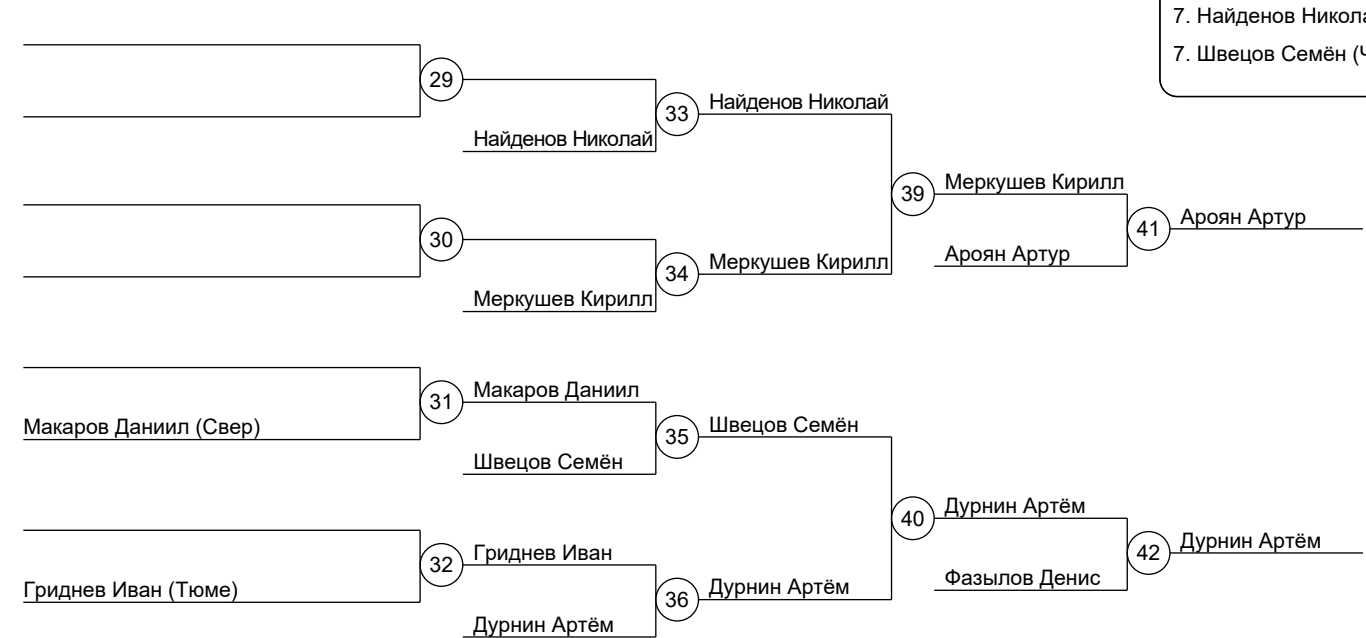 7. Найденов Никол
7. Швецов Семён (
29
33
Найденов Николай
Найденов Николай
39
Меркушев Кирилл
41
Ароян Артур
30
34
Меркушев Кирилл
Ароян Артур
Меркушев Кирилл
31
Макаров Даниил
35
Швецов Семён
Макаров Даниил (Свер)
Швецов Семён
40
Дурнин Артём
42
Дурнин Артём
32
Гриднев Иван
36
Дурнин Артём
Фазылов Денис
Гриднев Иван (Тюме)
Дурнин Артём